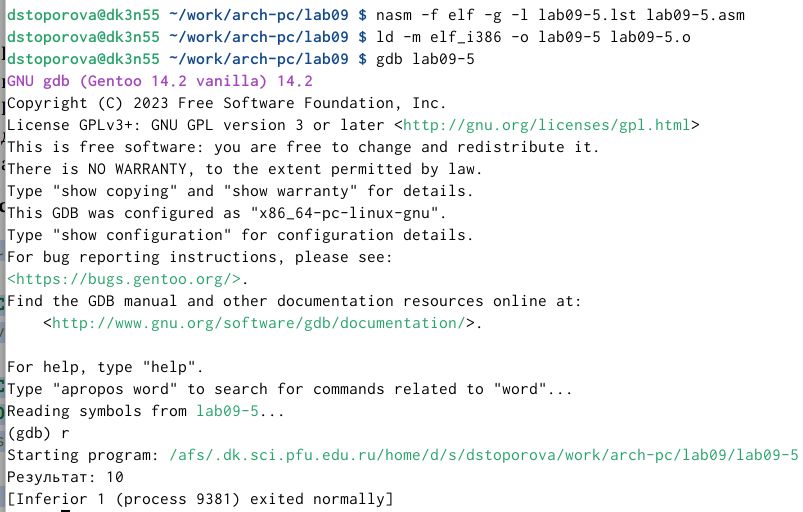 dstoporova@dk3n55 ~/work/arch-pc/lab09 $ nasm -f elf -g -l lab09-5.lst lab09-5.asm
dstoporova@dk3n55 ~/work/arch-pc/lab09 $ ld -m elf_i386 -o lab09-5 lab09-5.o
dstoporova@dk3n55 ~/work/arch-pc/lab09 $ gdb lab09-5
GNU gdb (Gentoo 14.2 vanilla) 14.2
Copyright (C) 2023 Free Software Foundation, Inc.
License GPLv3+: GNU GPL version 3 or later <http://gnu.org/licenses/gpl.html>
This is free software: you are free to change and redistribute it.
There is NO WARRANTY, to the extent permitted by law.
Type "show copying" and "show warranty" for details.
This GDB was configured as "x86_64-pc-linux-gnu".
Type "show configuration" for configuration details.
For bug reporting instructions, please see:
<https://bugs.gentoo.org/>.
Find the GDB manual and other documentation resources online at:
    <http://www.gnu.org/software/gdb/documentation/>.

For help, type "help".
Type "apropos word" to search for commands related to "word"...
Reading symbols from lab09-5...
(gdb) r
Starting program: /afs/.dk.sci.pfu.edu.ru/home/d/s/dstoporova/work/arch-pc/lab09/lab09-5
Результат: 10
[Inferior 1 (process 9381) exited normally]